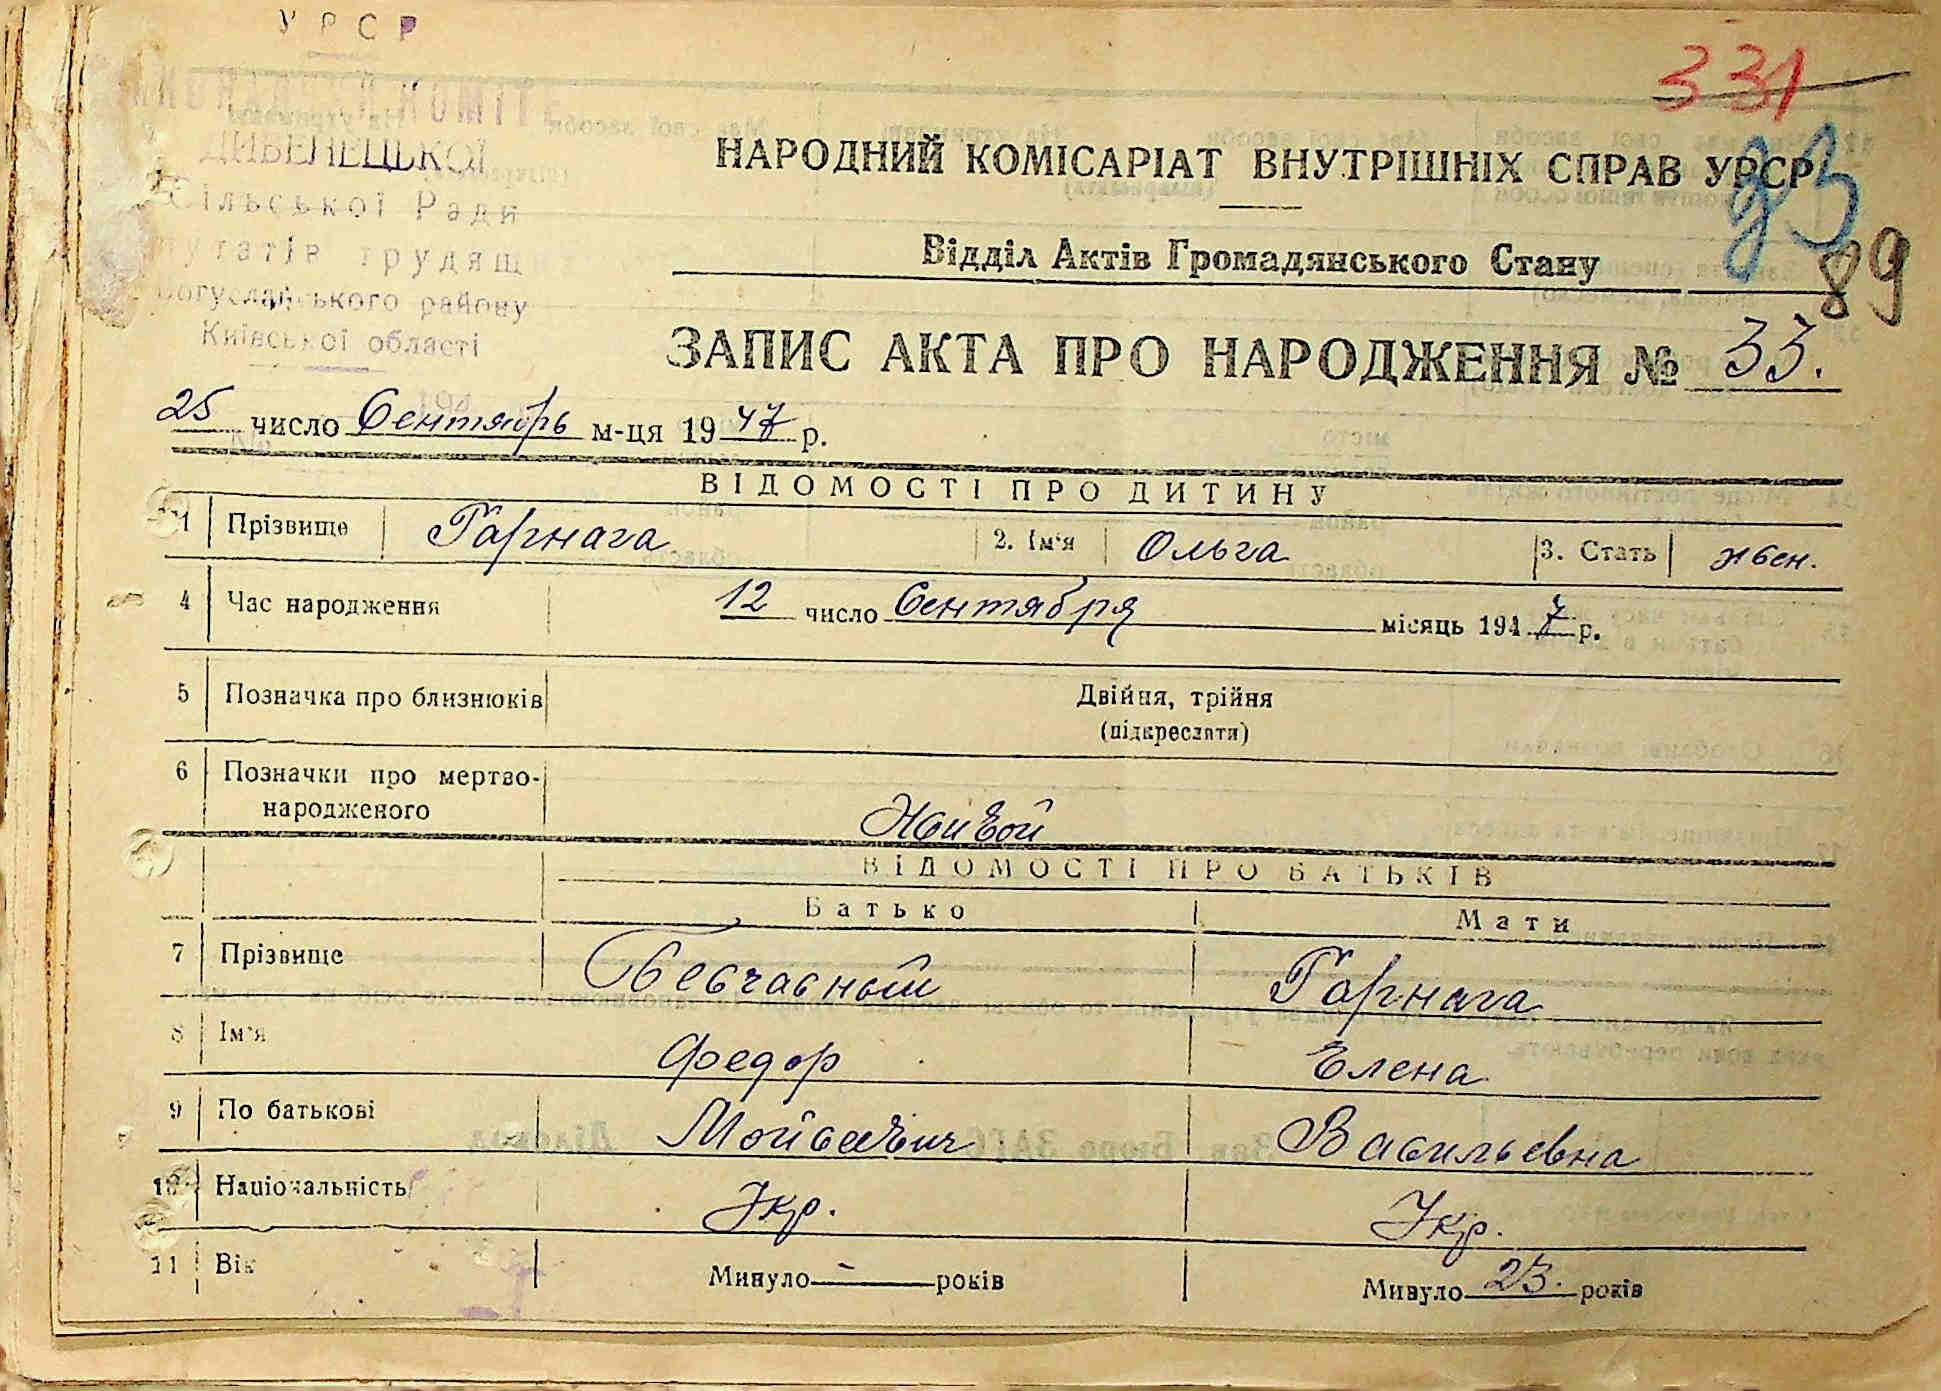 УРСР
ДИБЕНЕЦЬКОЇ
Сільської Ради
трудящ
Богуславського району
Київської області
194
331
НАРОДНИЙ КОМІСАРІАТ ВНУТРІШНІХ СПРАВ УРСР
Відділ Актів Громадянського Стану
89
ЗАПИС АКТА ПРО НАРОДЖЕННЯ № 33.
25 число Сентябрь м-ця 1947 р.
ВІДОМОСТІ ПРО ДИТИНУ
1 Прізвище Гарнага 2. Ім'я Ольга 3. Стать жен.
4 Час народження 12 число Сентября місяць 1947 р.
5 Позначка про близнюків Двійня, трійня
(підкреслити)
6 Позначки про мертво-
народженого Живой
ВІДОМОСТІ ПРО БАТЬКІВ
Батько Мати
7 Прізвище Бесчасный Гарнага
8 Ім'я Федор Елена
9 По батькові Мойсеевич Васильевна
10 Національність Укр. Укр.
11 Вік Минуло - років Минуло 23. років